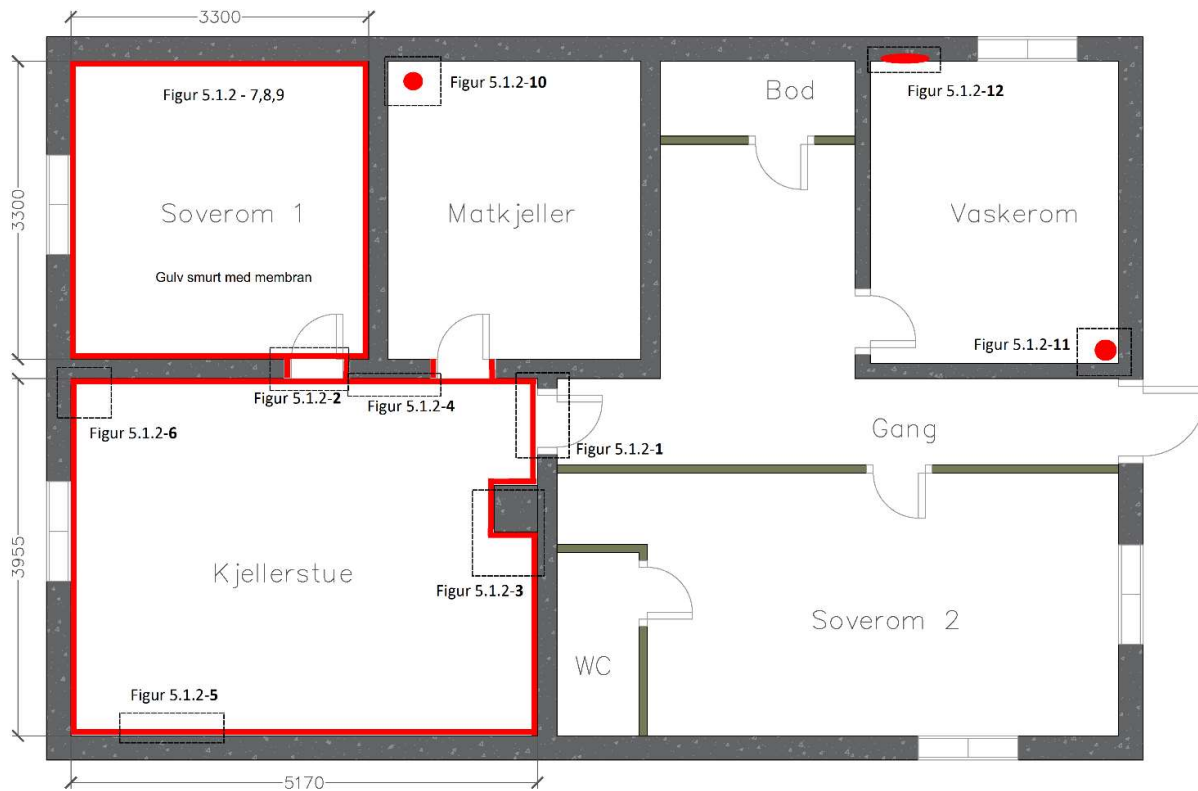 3300
Figur 5.1.2 - 7,8,9
Figur 5.1.2-10
Bod
Figur 5.1.2-12
3300
Soverom 1
Matkjeller
Vaskerom
Gulv smurt med membran
Figur 5.1.2-11
Figur 5.1.2-2
Figur 5.1.2-4
Figur 5.1.2-6
Figur 5.1.2-1
Gang
3955
Kjellerstue
Figur 5.1.2-3
Soverom 2
WC
Figur 5.1.2-5
5170